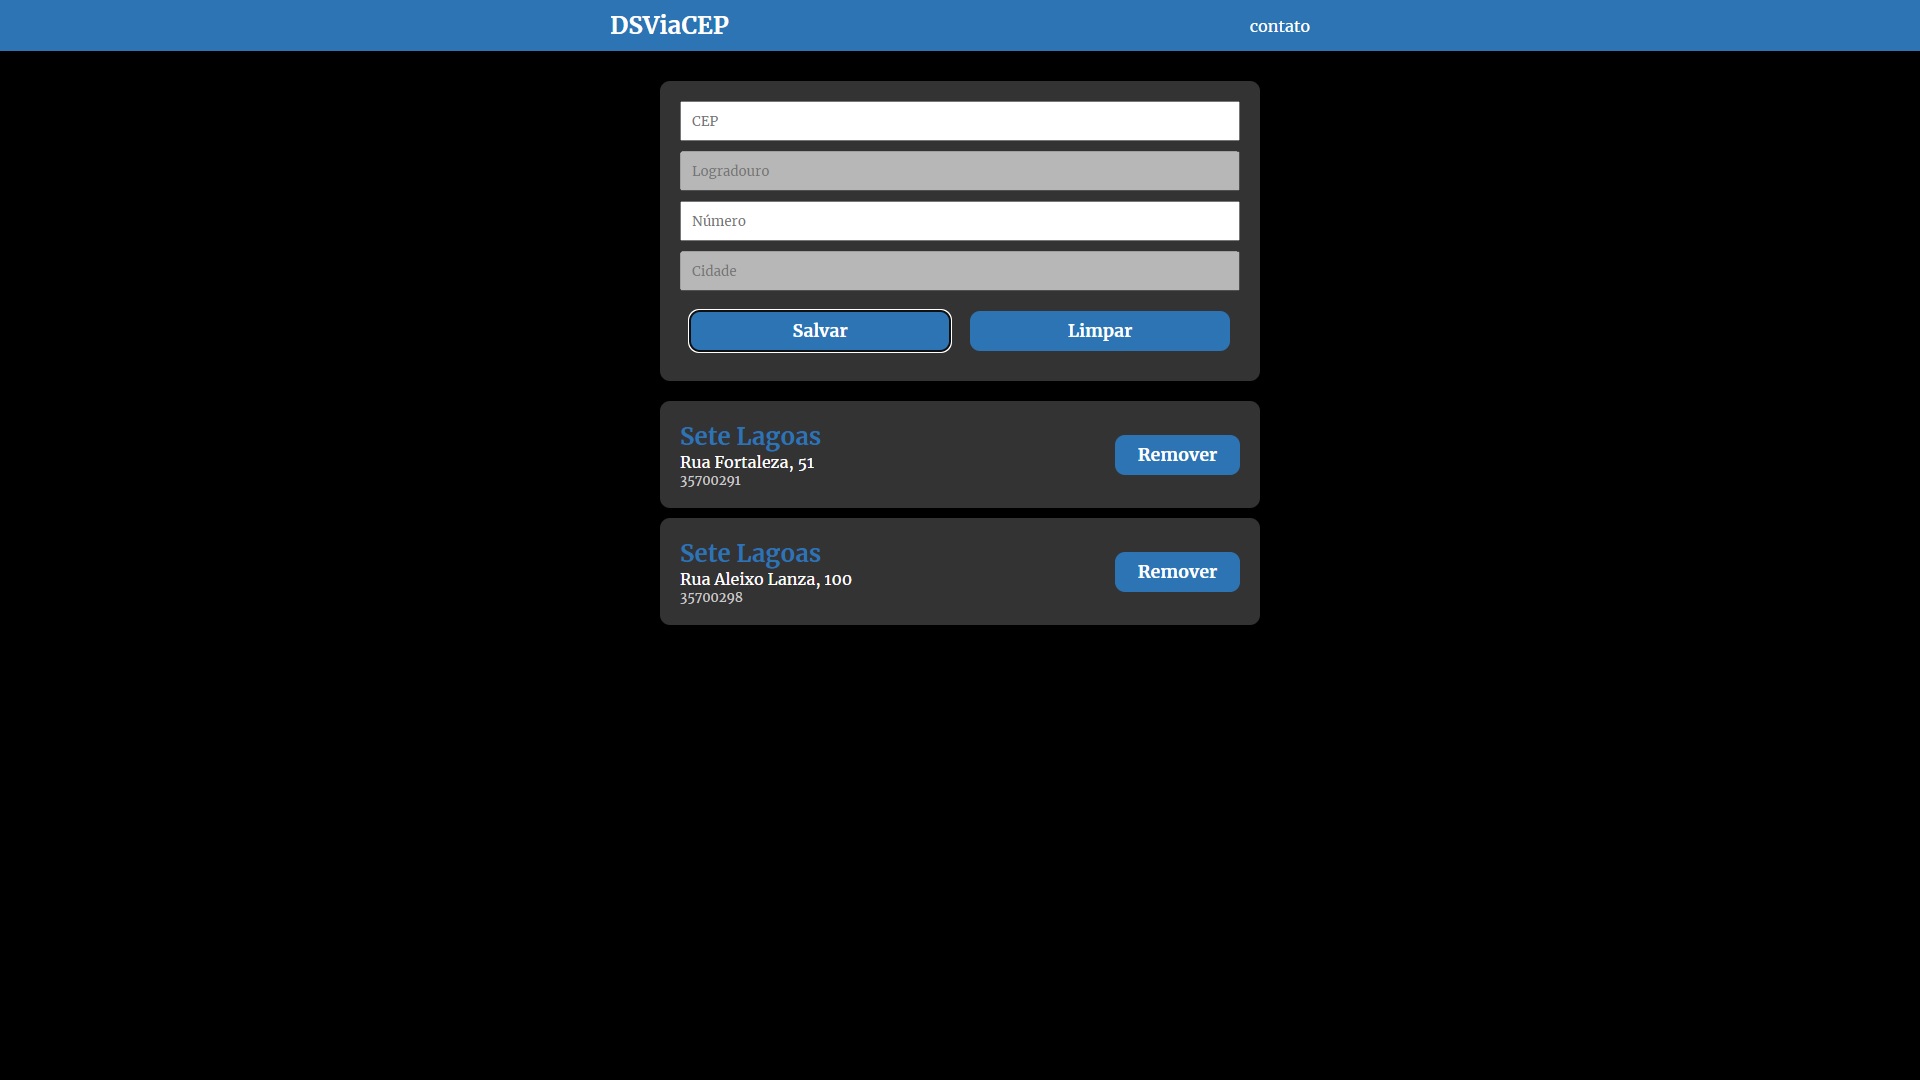 DSViaCEP
contato
CEP
Logradouro
Número
Cidade
Salvar
Limpar
Sete Lagoas
Rua Fortaleza, 51
35700291
Remover
Sete Lagoas
Rua Aleixo Lanza, 100
35700298
Remover